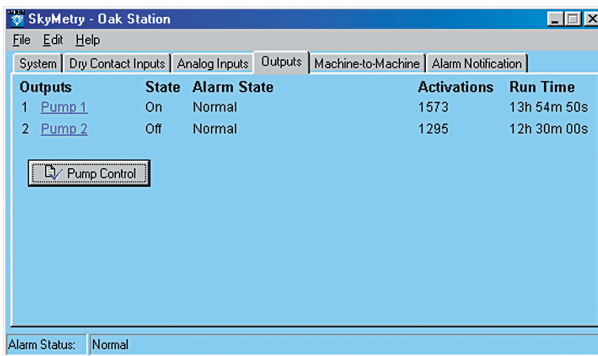 SkyMetry - Oak Station
File Edit Help
System Dry Contact Inputs Analog Inputs Outputs Machine-to-Machine Alarm Notification
Outputs State Alarm State Activations Run Time
1 Pump 1 On Normal 1573 13h 54m 50s
2 Pump 2 Off Normal 1295 12h 30m 00s
Pump Control
Alarm Status: Normal